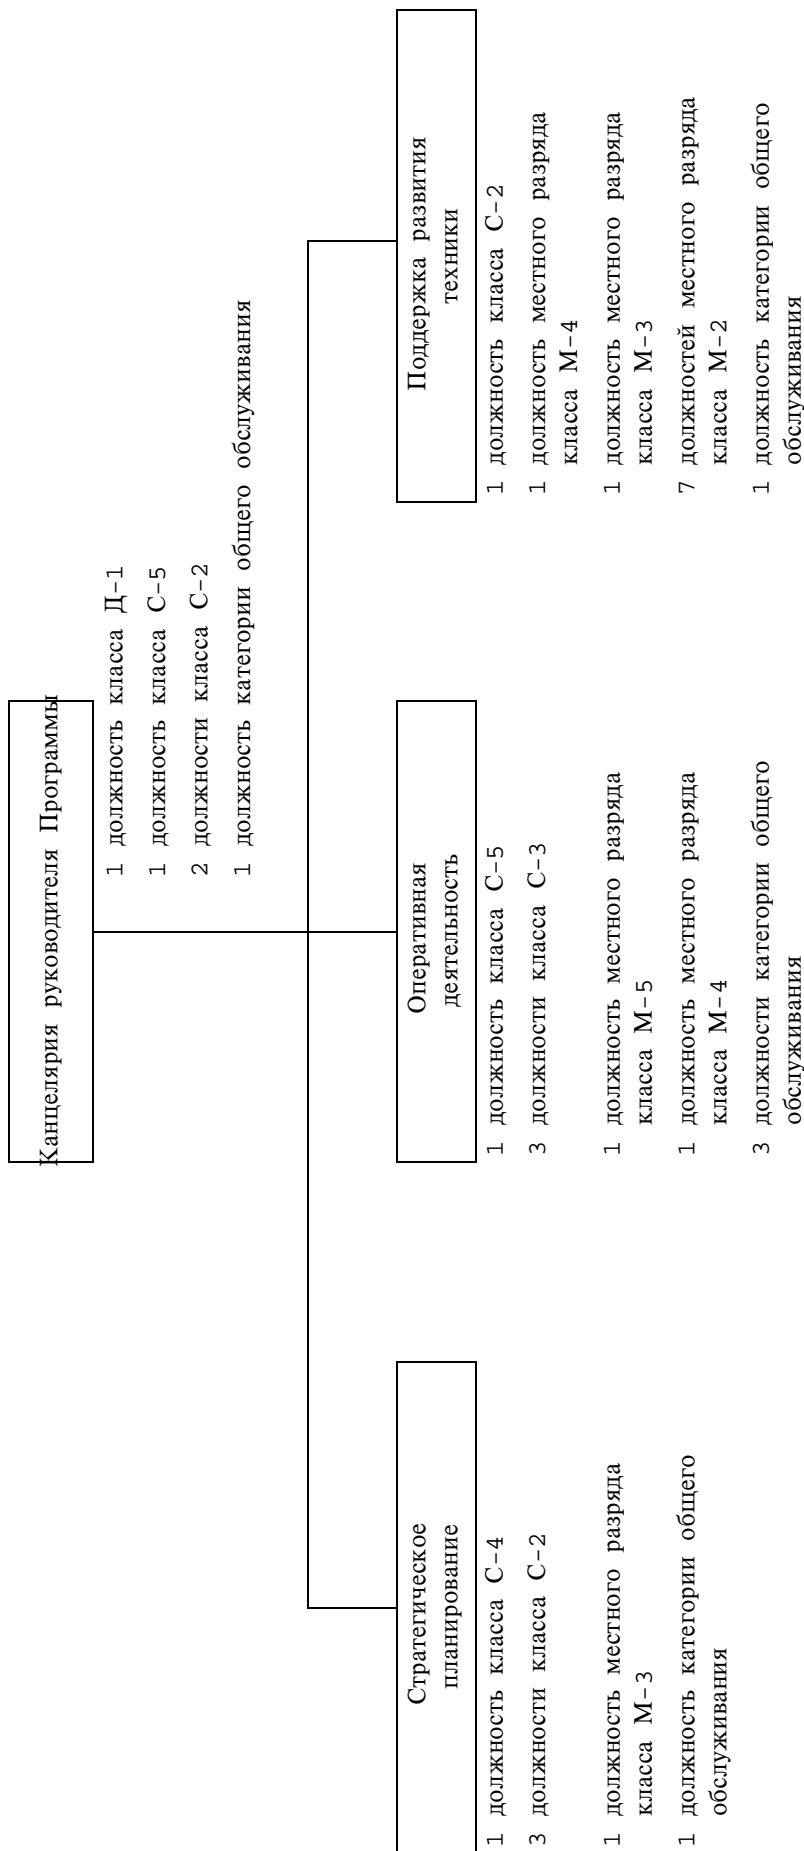 Канцелярия руководителя Программы
1 должность класса Д-1
1 должность класса С-5
2 должности класса С-2
1 должность категории общего обслуживания
Стратегическое
планирование
1 должность класса С-4
3 должности класса С-2
1 должность местного разряда
класса М-3
1 должность категории общего
обслуживания
Оперативная
деятельность
1 должность класса С-5
3 должности класса С-3
1 должность местного разряда
класса М-5
1 должность местного разряда
класса М-4
3 должности категории общего
обслуживания
Поддержка развития
техники
1 должность класса С-2
1 должность местного разряда
класса М-4
1 должность местного разряда
класса М-3
7 должностей местного разряда
класса М-2
1 должность категории общего
обслуживания